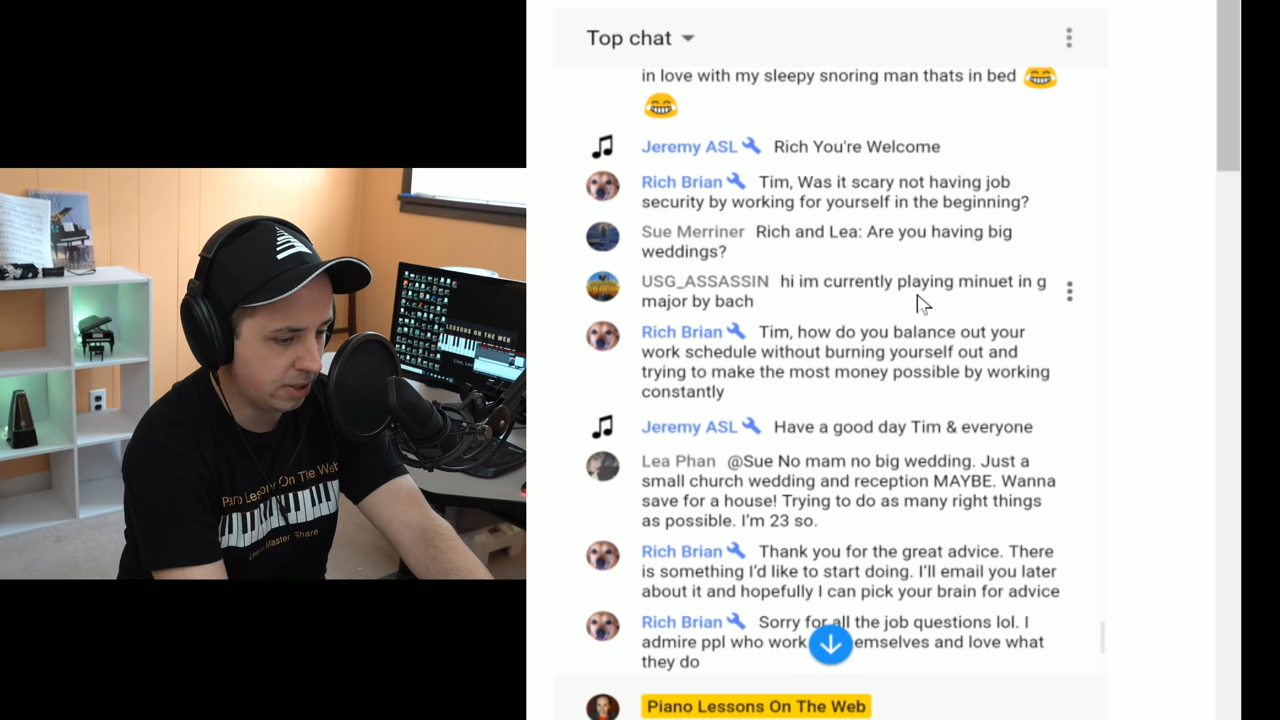 Top chat
in love with my sleepy snoring man thats in bed 😂
😂
Jeremy ASL Rich You're Welcome
Rich Brian Tim, Was it scary not having job
security by working for yourself in the beginning?
Sue Merriner Rich and Lea: Are you having big
weddings?
USG_ASSASSIN hi im currently playing minuet in g
major by bach
Rich Brian Tim, how do you balance out your
work schedule without burning yourself out and
trying to make the most money possible by working
constantly
Jeremy ASL Have a good day Tim & everyone
Lea Phan @Sue No mam no big wedding. Just a
small church wedding and reception MAYBE. Wanna
save for a house! Trying to do as many right things
as possible. I'm 23 so.
Rich Brian Thank you for the great advice. There
is something I'd like to start doing. I'll email you later
about it and hopefully I can pick your brain for advice
Rich Brian Sorry for all the job questions lol. I
admire ppl who work emselves and love what
they do
Piano Lessons On The Web
LESSONS ON THE WEB
Piano Lessons On The Web
Learn Master Share